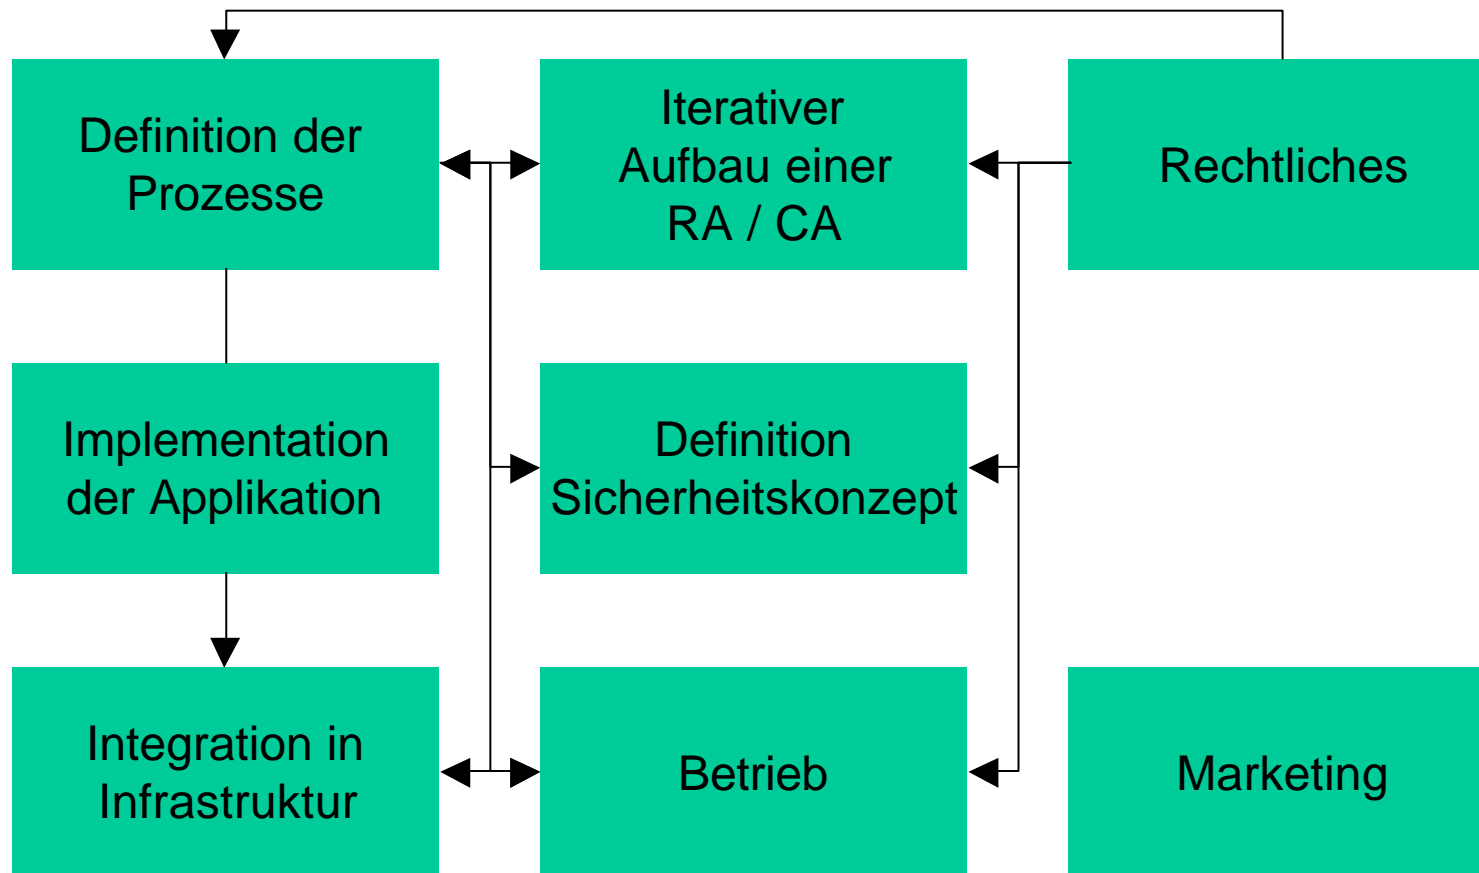 Definition der
Prozesse
Iterativer
Aufbau einer
RA / CA
Rechtliches
Implementation
der Applikation
Definition
Sicherheitskonzept
Integration in
Infrastruktur
Betrieb
Marketing